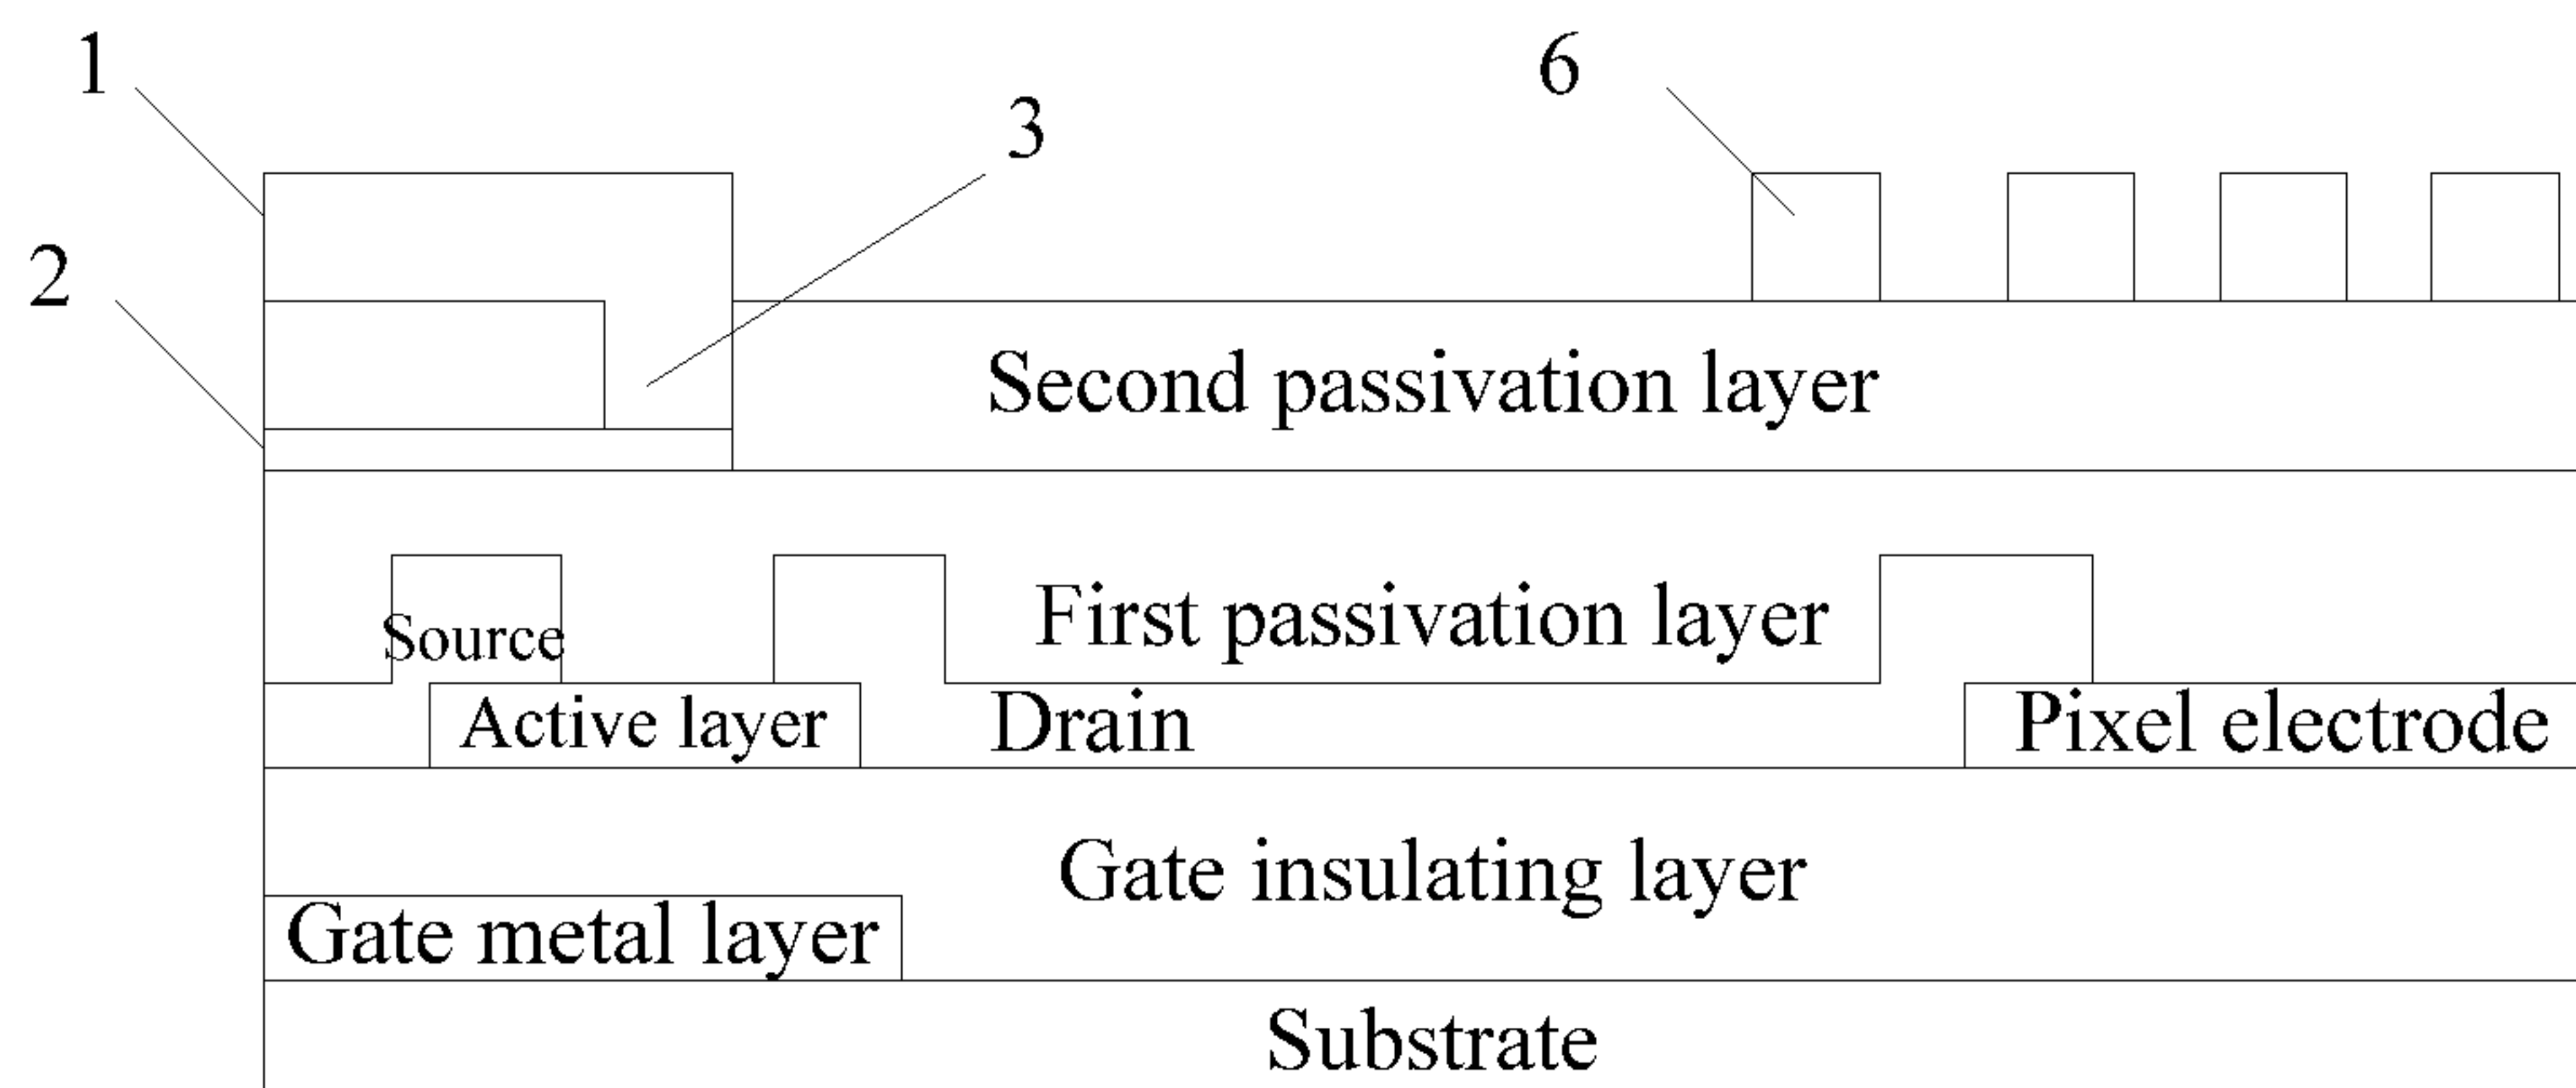 1
6
3
2
Second passivation layer
First passivation layer
Source
Active layer
Drain
Pixel electrode
Gate insulating layer
Gate metal layer
Substrate